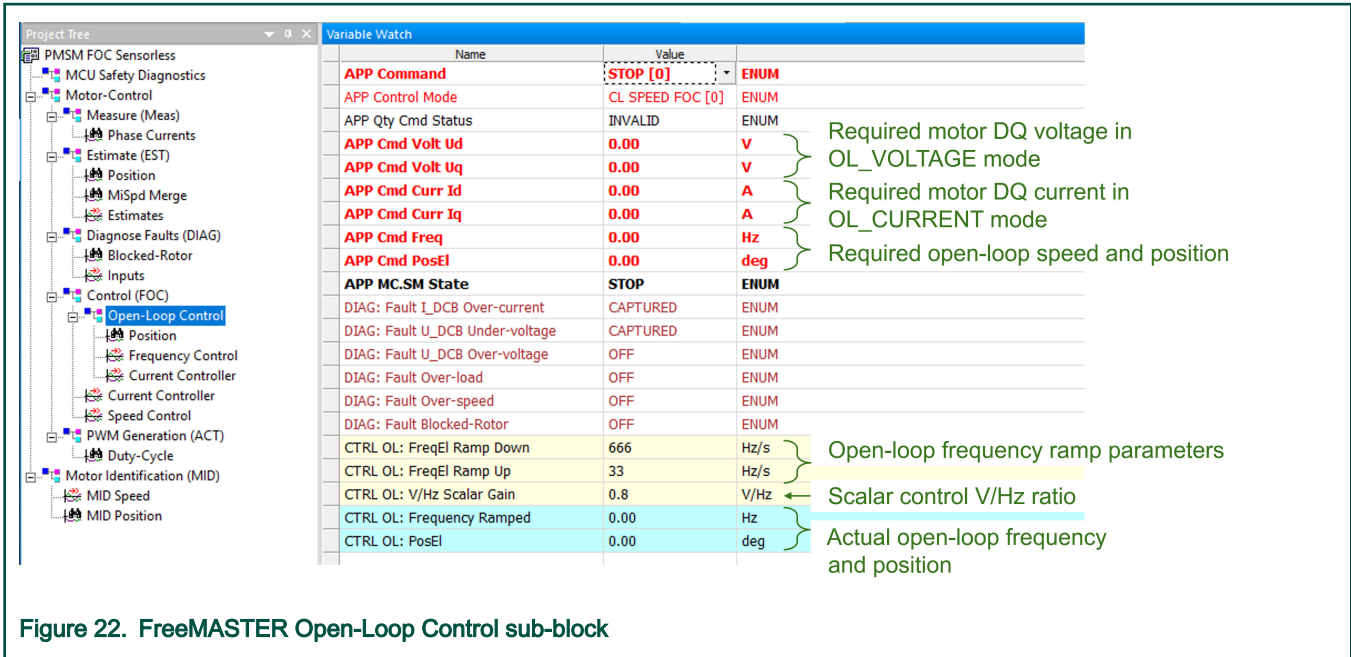 Project Tree
PMSM FOC Sensorless
MCU Safety Diagnostics
Motor-Control
Measure (Meas)
Phase Currents
Estimate (EST)
Position
MiSpd Merge
Estimates
Diagnose Faults (DIAG)
Blocked-Rotor
Inputs
Control (FOC)
Open-Loop Control
Position
Frequency Control
Current Controller
Current Controller
Speed Control
PWM Generation (ACT)
Duty-Cycle
Motor Identification (MID)
MID Speed
MID Position
Variable Watch
Name Value
APP Command STOP [0] ENUM
APP Control Mode CL SPEED FOC [0] ENUM
APP Qty Cmd Status INVALID ENUM
APP Cmd Volt Ud 0.00 V
APP Cmd Volt Uq 0.00 V
APP Cmd Curr Id 0.00 A
APP Cmd Curr Iq 0.00 A
APP Cmd Freq 0.00 Hz
APP Cmd PosEl 0.00 deg
APP MC.SM State STOP ENUM
DIAG: Fault I_DCB Over-current CAPTURED ENUM
DIAG: Fault U_DCB Under-voltage CAPTURED ENUM
DIAG: Fault U_DCB Over-voltage OFF ENUM
DIAG: Fault Over-load OFF ENUM
DIAG: Fault Over-speed OFF ENUM
DIAG: Fault Blocked-Rotor OFF ENUM
CTRL OL: FreqEl Ramp Down 666 Hz/s
CTRL OL: FreqEl Ramp Up 33 Hz/s
CTRL OL: V/Hz Scalar Gain 0.8 V/Hz
CTRL OL: Frequency Ramped 0.00 Hz
CTRL OL: PosEl 0.00 deg
Required motor DQ voltage in
OL_VOLTAGE mode
Required motor DQ current in
OL_CURRENT mode
Required open-loop speed and position
Open-loop frequency ramp parameters
Scalar control V/Hz ratio
Actual open-loop frequency
and position
Figure 22. FreeMASTER Open-Loop Control sub-block